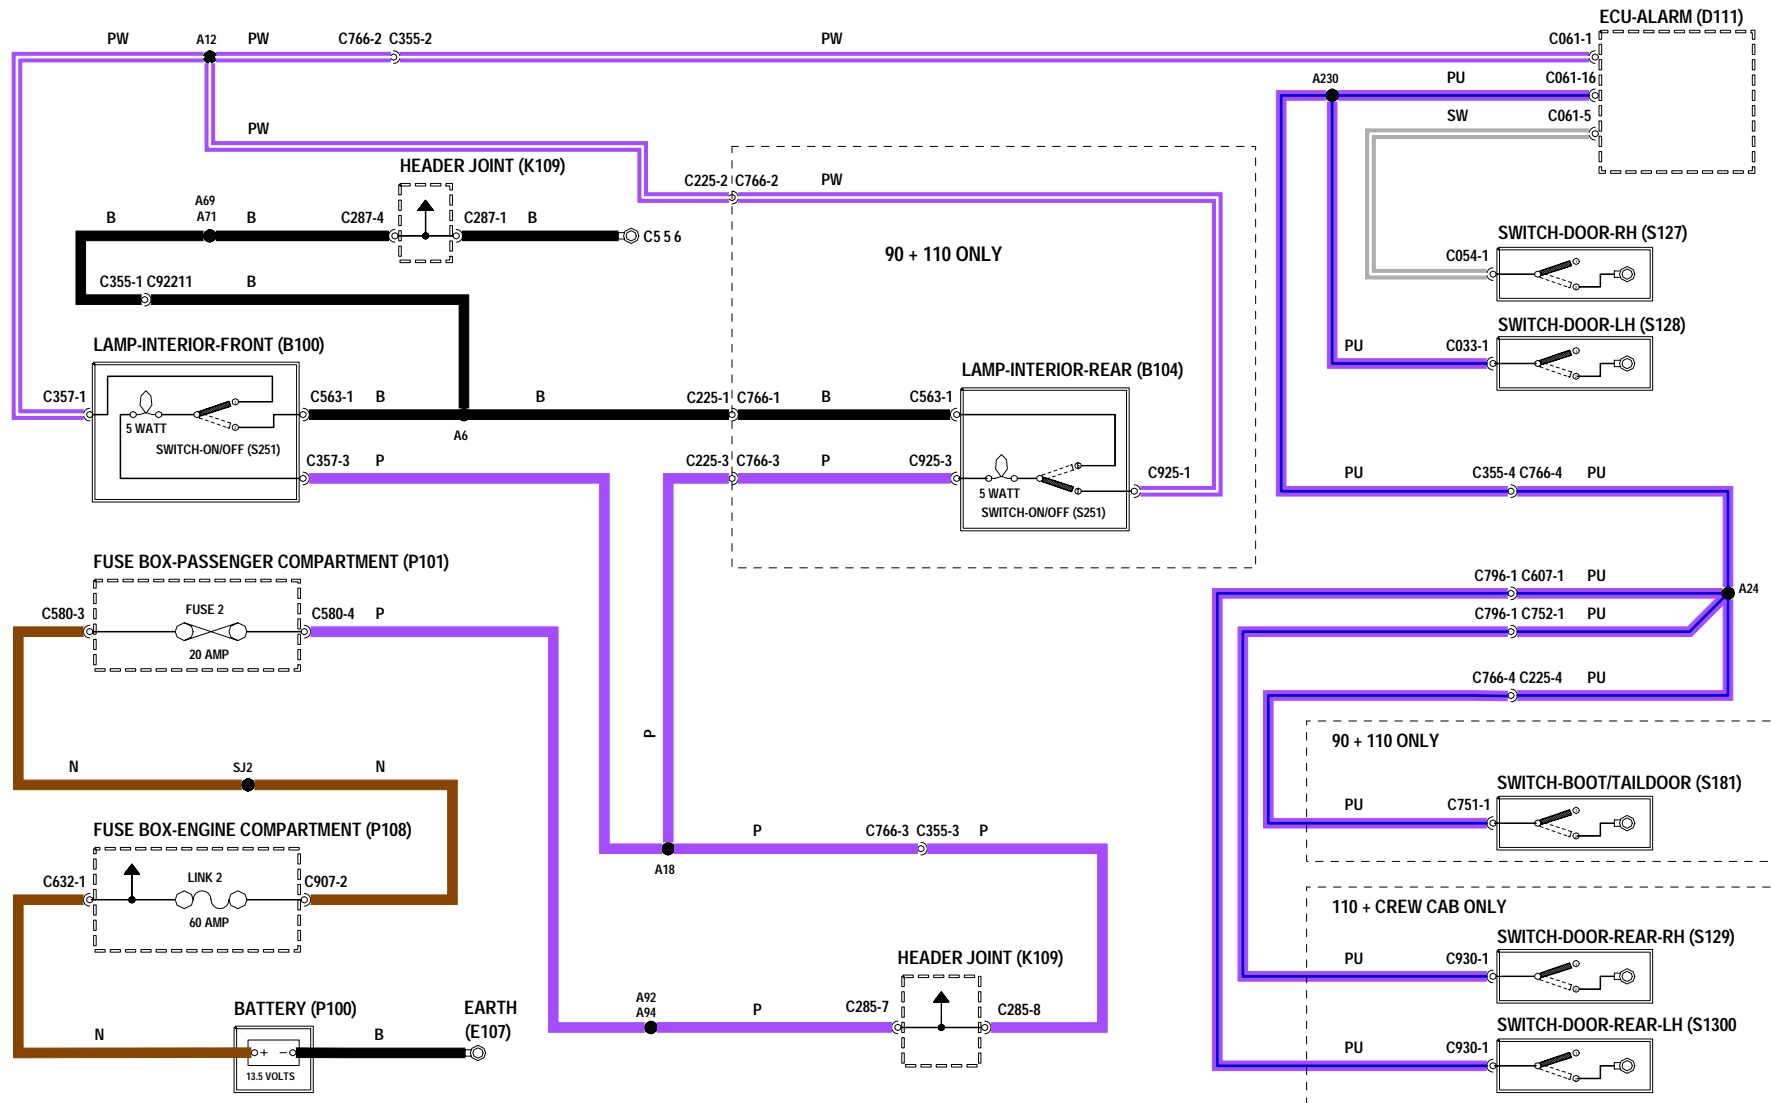 ECU-ALARM (D111)
PW
A12
PW
C766-2 C355-2
PW
C061-1
A230
PU
C061-16
SW
C061-5
PW
HEADER JOINT (K109)
C225-2 C766-2
PW
A69
A71
B
B
C287-4
C287-1
B
C556
90 + 110 ONLY
SWITCH-DOOR-RH (S127)
C054-1
C355-1 C92211
B
SWITCH-DOOR-LH (S128)
PU
C033-1
LAMP-INTERIOR-FRONT (B100)
LAMP-INTERIOR-REAR (B104)
C357-1
5 WATT
SWITCH-ON/OFF (S251)
C563-1
B
A6
B
C225-1 C766-1
B
C563-1
C357-3
P
C225-3 C766-3
P
C925-3
5 WATT
SWITCH-ON/OFF (S251)
C925-1
PU
C355-4 C766-4
PU
FUSE BOX-PASSENGER COMPARTMENT (P101)
C580-3
FUSE 2
20 AMP
C580-4
P
C796-1 C607-1
PU
A24
C796-1 C752-1
PU
C766-4 C225-4
PU
P
90 + 110 ONLY
N
SJ2
N
SWITCH-BOOT/TAILDOOR (S181)
PU
C751-1
FUSE BOX-ENGINE COMPARTMENT (P108)
C632-1
LINK 2
60 AMP
C907-2
P
C766-3 C355-3
P
A18
110 + CREW CAB ONLY
SWITCH-DOOR-REAR-RH (S129)
PU
C930-1
HEADER JOINT (K109)
A92
A94
P
C285-7
C285-8
BATTERY (P100)
EARTH
(E107)
N
+
−
13.5 VOLTS
B
SWITCH-DOOR-REAR-LH (S1300
PU
C930-1